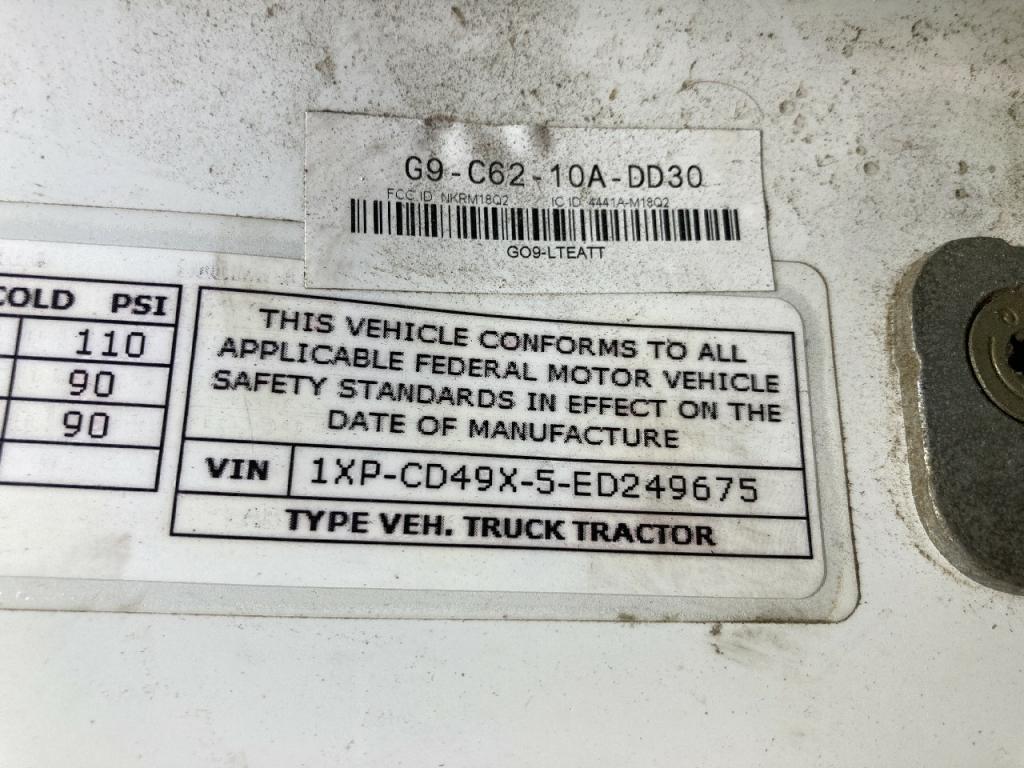 G9-C62-10A-DD30
FCC ID NKRM18Q2 IC ID 4441A-M18Q2
GO9-LTEATT
COLD PSI
110
90
90
THIS VEHICLE CONFORMS TO ALL
APPLICABLE FEDERAL MOTOR VEHICLE
SAFETY STANDARDS IN EFFECT ON THE
DATE OF MANUFACTURE
VIN 1XP-CD49X-5-ED249675
TYPE VEH. TRUCK TRACTOR